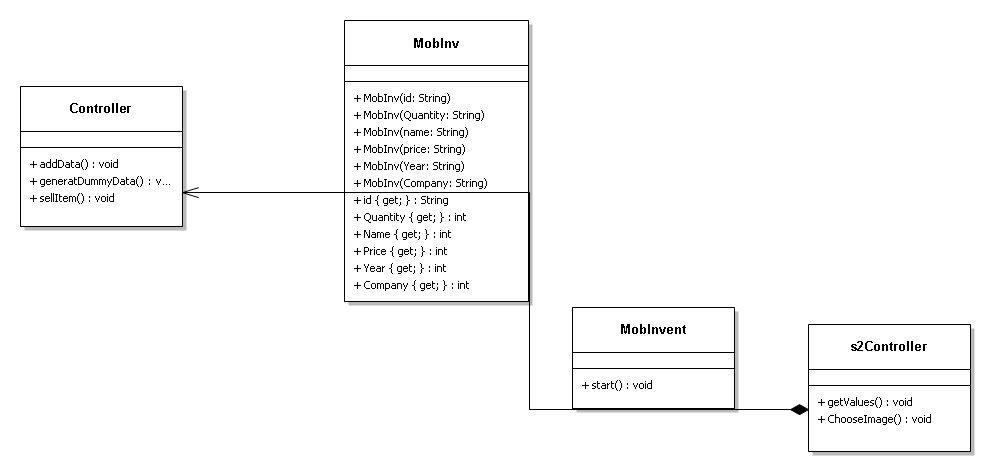 MobInv
+ MobInv(id: String)
+ MobInv(Quantity: String)
+ MobInv(name: String)
+ MobInv(price: String)
+ MobInv(Year: String)
+ MobInv(Company: String)
+ id { get; } : String
+ Quantity { get; } : int
+ Name { get; } : int
+ Price { get; } : int
+ Year { get; } : int
+ Company { get; } : int
Controller
+ addData() : void
+ generatDummyData() : v...
+ sellItem() : void
MobInvent
+ start() : void
s2Controller
+ getValues() : void
+ ChooseImage() : void